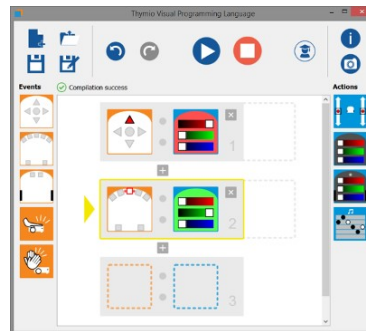 Thymio Visual Programming Language
Events
Compilation success
Actions
1
2
3